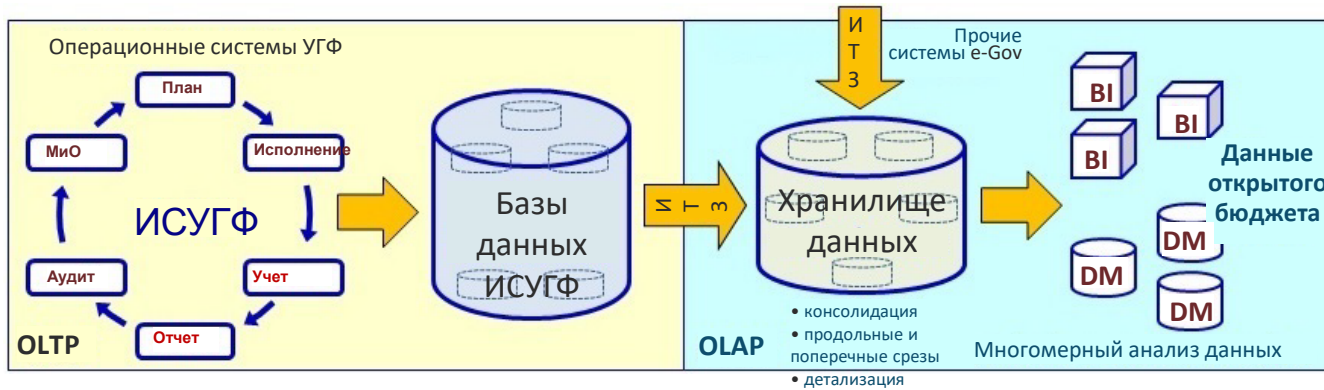 Операционные системы УГФ
План
МиО
Исполнение
ИСУГФ
Аудит
Учет
Отчет
OLTP
Базы
данных
ИСУГФ
И Т З
И
Т
З
Прочие
системы e-Gov
Хранилище
данных
• консолидация
• продольные и
поперечные срезы
• детализация
OLAP
BI
BI
BI
Данные
открытого
бюджета
DM
DM
DM
Многомерный анализ данных